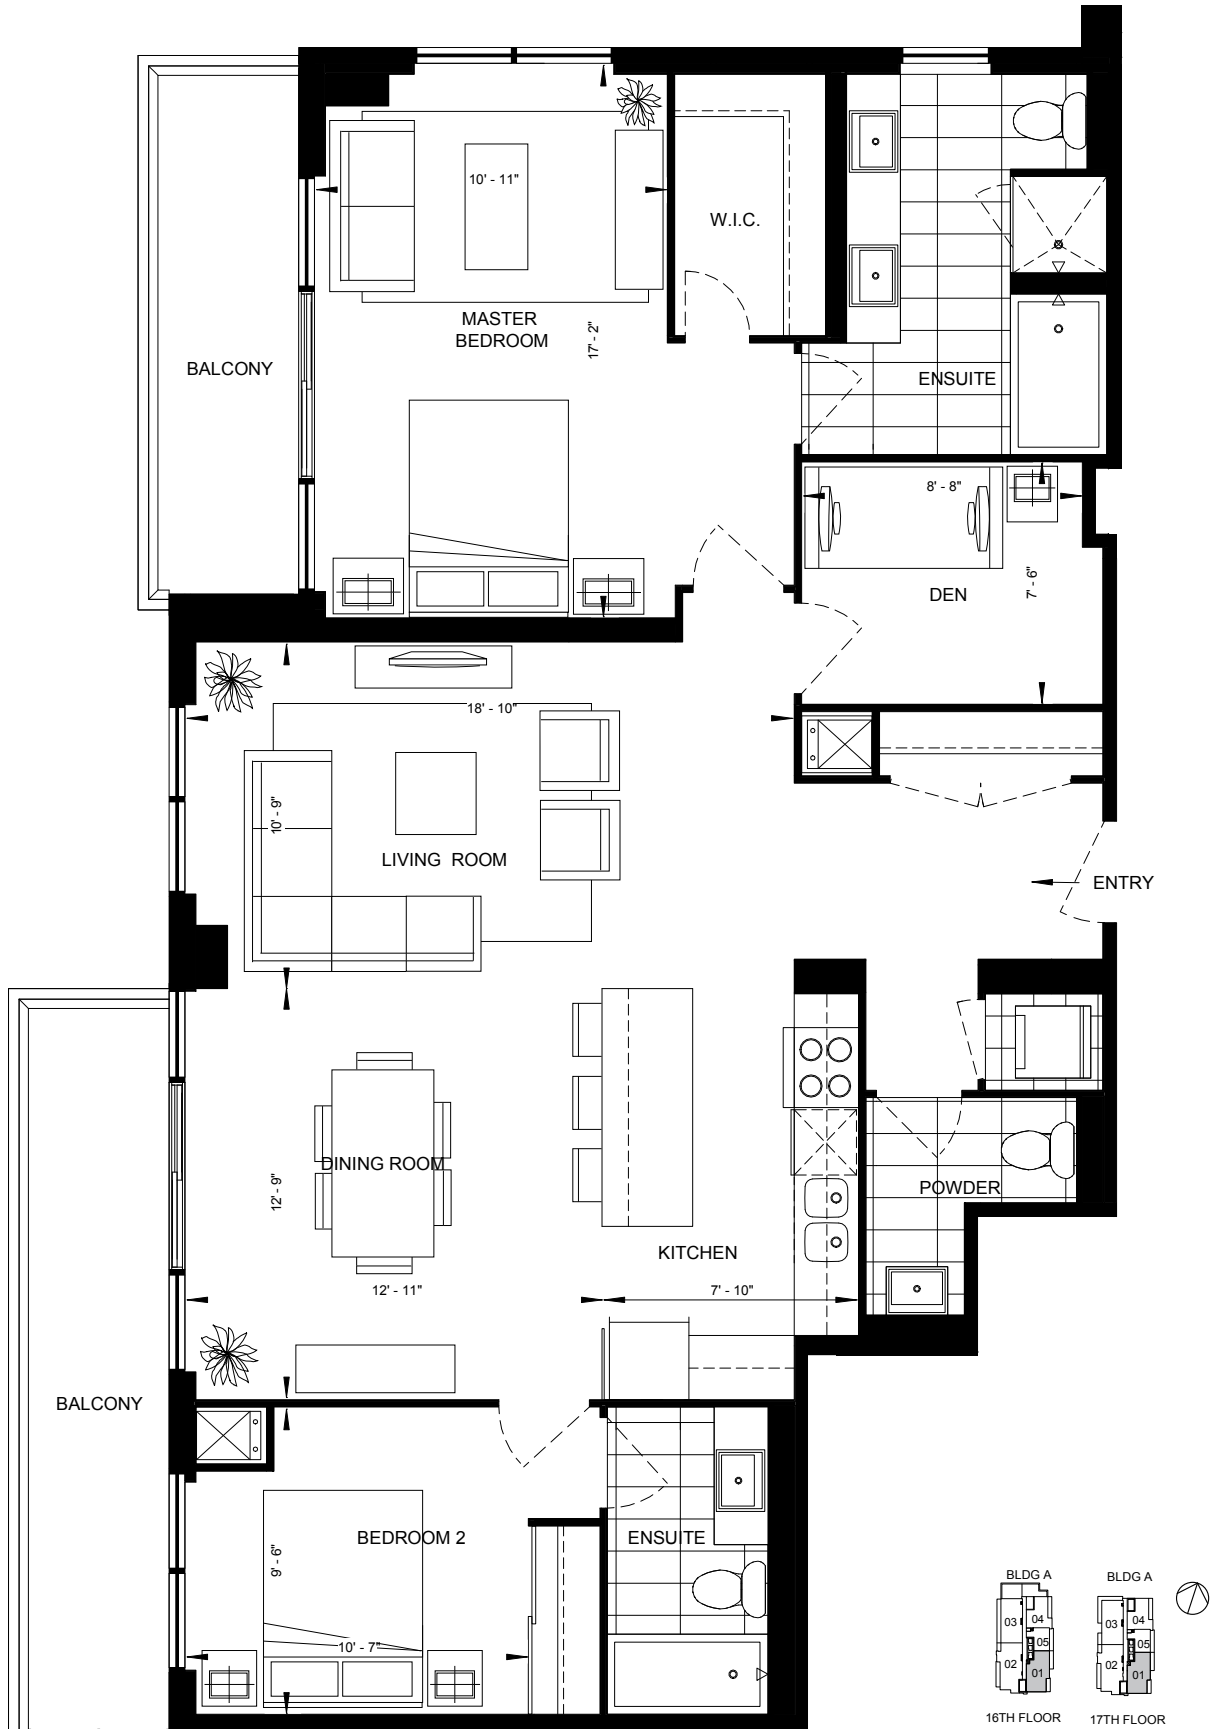 10' - 11"
W.I.C.
MASTER
BEDROOM
17' - 2"
BALCONY
ENSUITE
8' - 8"
DEN
7' - 6"
18' - 10"
10' - 9"
LIVING ROOM
ENTRY
DINING ROOM
12' - 9"
POWDER
KITCHEN
12' - 11"
7' - 10"
BALCONY
BEDROOM 2
ENSUITE
9' - 6"
10' - 7"
BLDG A
03
04
05
02
01
16TH FLOOR
BLDG A
03
04
05
02
01
17TH FLOOR